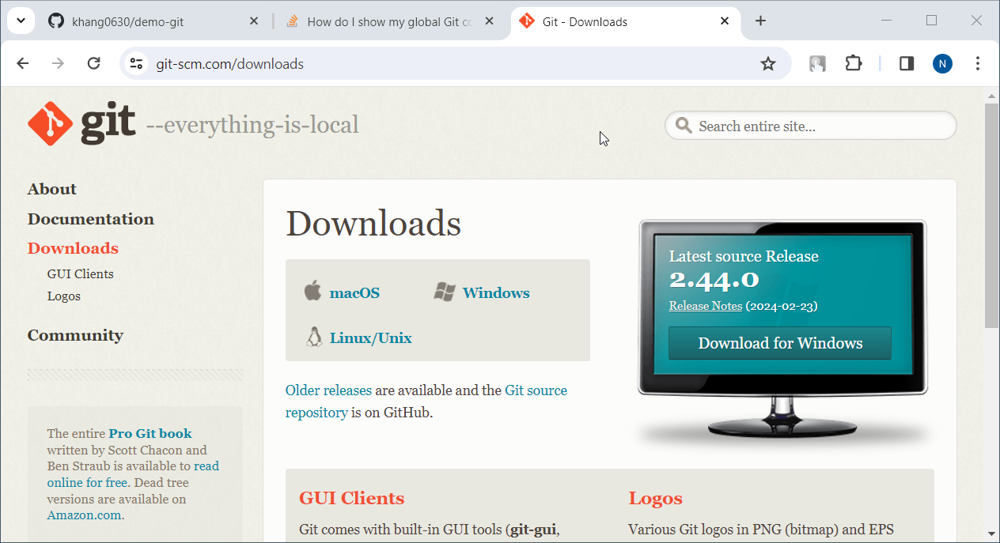 khang0630/demo-git
How do I show my global Git co
Git - Downloads
git-scm.com/downloads
N
git --everything-is-local
Search entire site...
About
Documentation
Downloads
GUI Clients
Logos
Community
The entire Pro Git book
written by Scott Chacon and
Ben Straub is available to read
online for free. Dead tree
versions are available on
Amazon.com.
Downloads
macOS
Windows
Linux/Unix
Older releases are available and the Git source
repository is on GitHub.
Latest source Release
2.44.0
Release Notes (2024-02-23)
Download for Windows
GUI Clients
Git comes with built-in GUI tools (git-gui,
Logos
Various Git logos in PNG (bitmap) and EPS